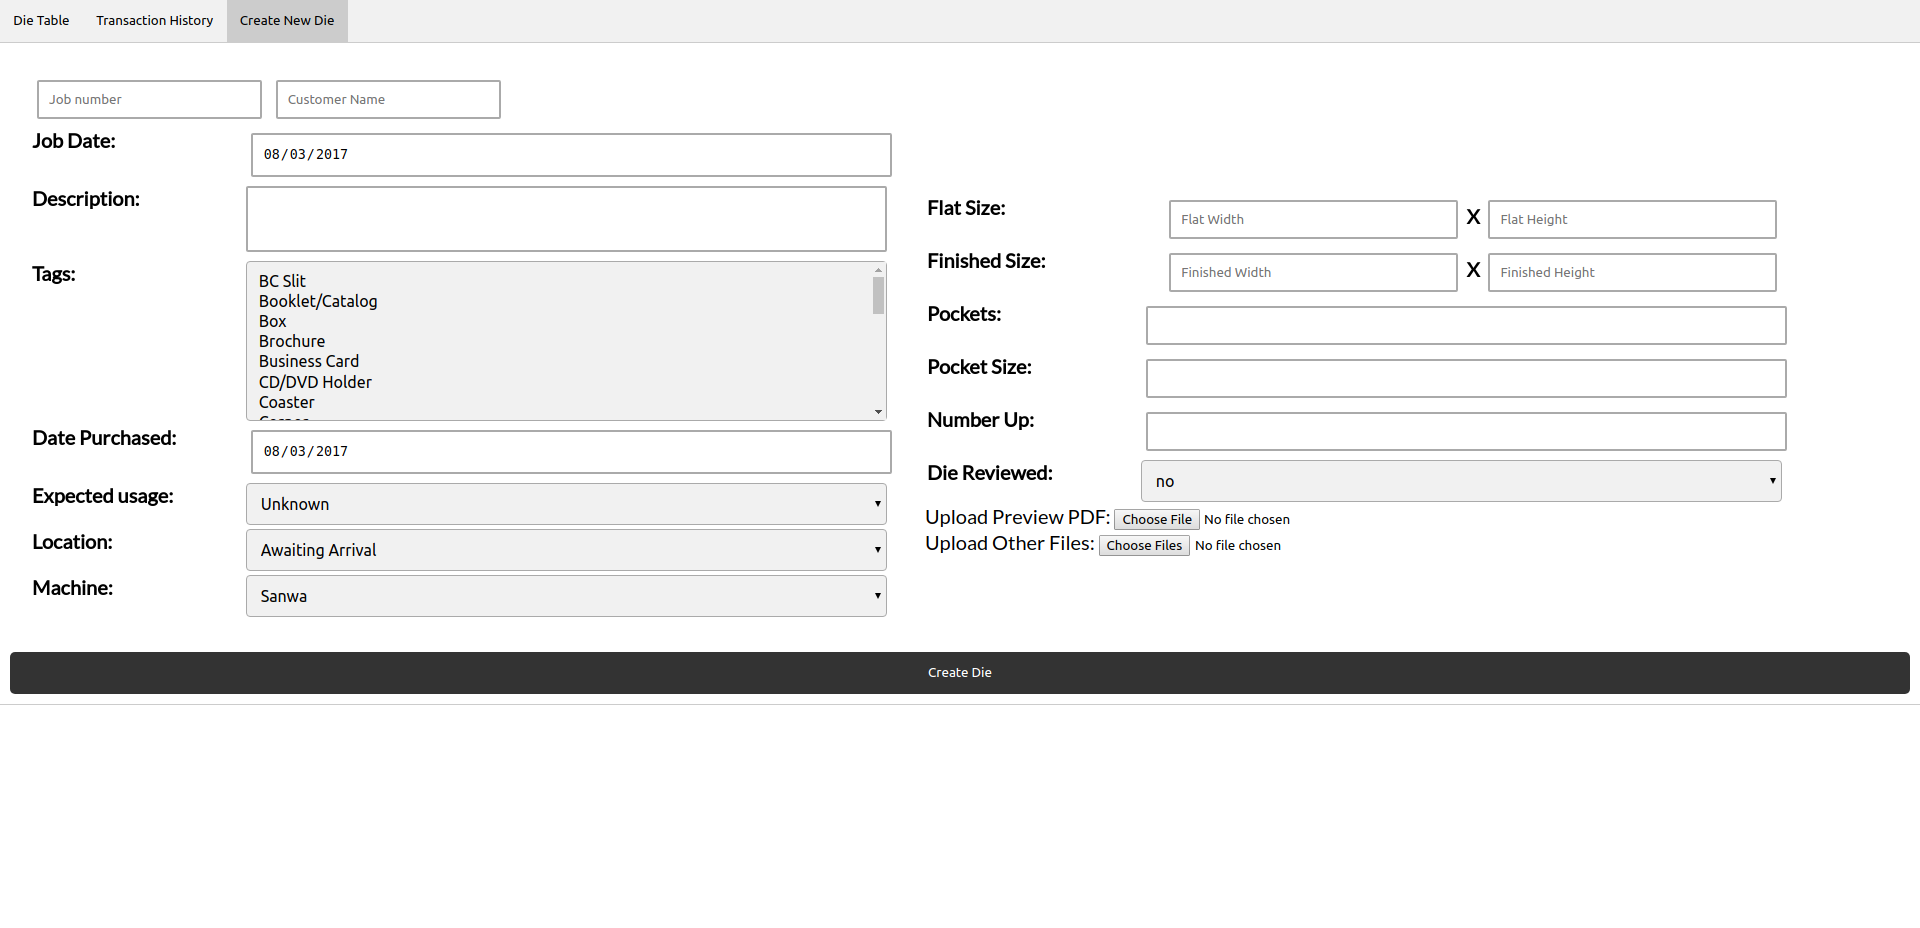 Die Table Transaction History Create New Die
Job number Customer Name
Job Date: 08/03/2017
Description:
Tags:
BC Slit
Booklet/Catalog
Box
Brochure
Business Card
CD/DVD Holder
Coaster
Date Purchased: 08/03/2017
Expected usage: Unknown
Location: Awaiting Arrival
Machine: Sanwa
Flat Size: Flat Width X Flat Height
Finished Size: Finished Width X Finished Height
Pockets:
Pocket Size:
Number Up:
Die Reviewed: no
Upload Preview PDF: Choose File No file chosen
Upload Other Files: Choose Files No file chosen
Create Die